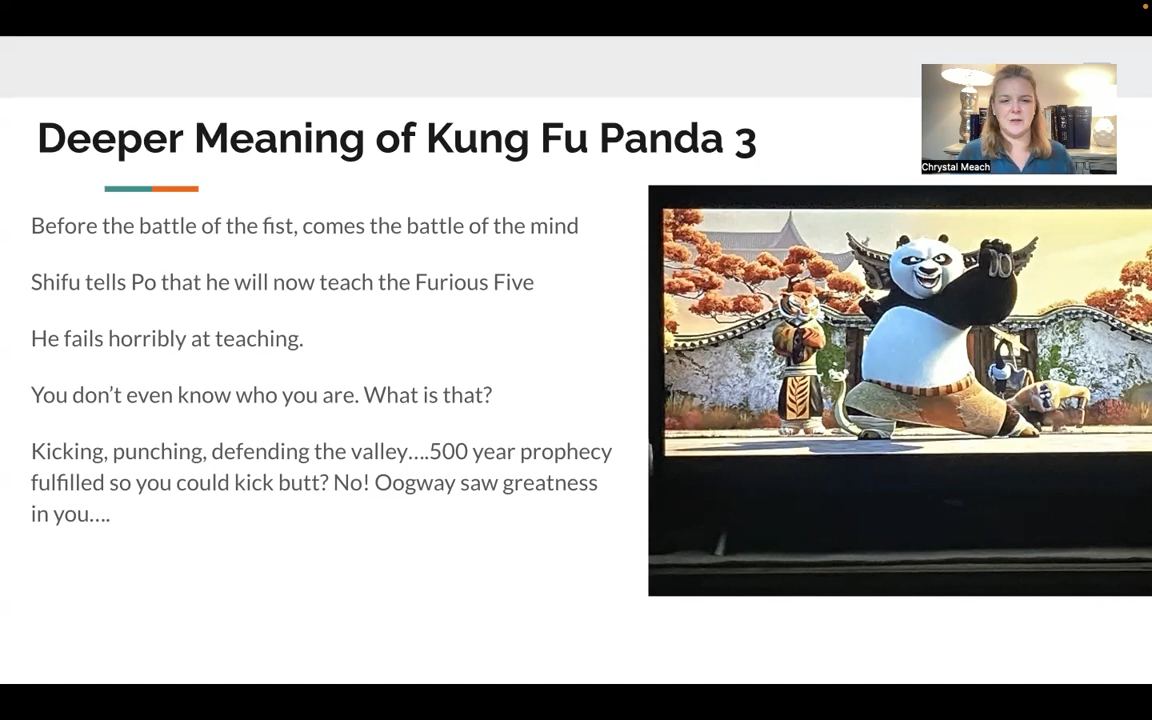 Deeper Meaning of Kung Fu Panda 3
Chrystal Meach
Before the battle of the fist, comes the battle of the mind
Shifu tells Po that he will now teach the Furious Five
He fails horribly at teaching.
You don’t even know who you are. What is that?
Kicking, punching, defending the valley....500 year prophecy
fulfilled so you could kick butt? No! Oogway saw greatness
in you....